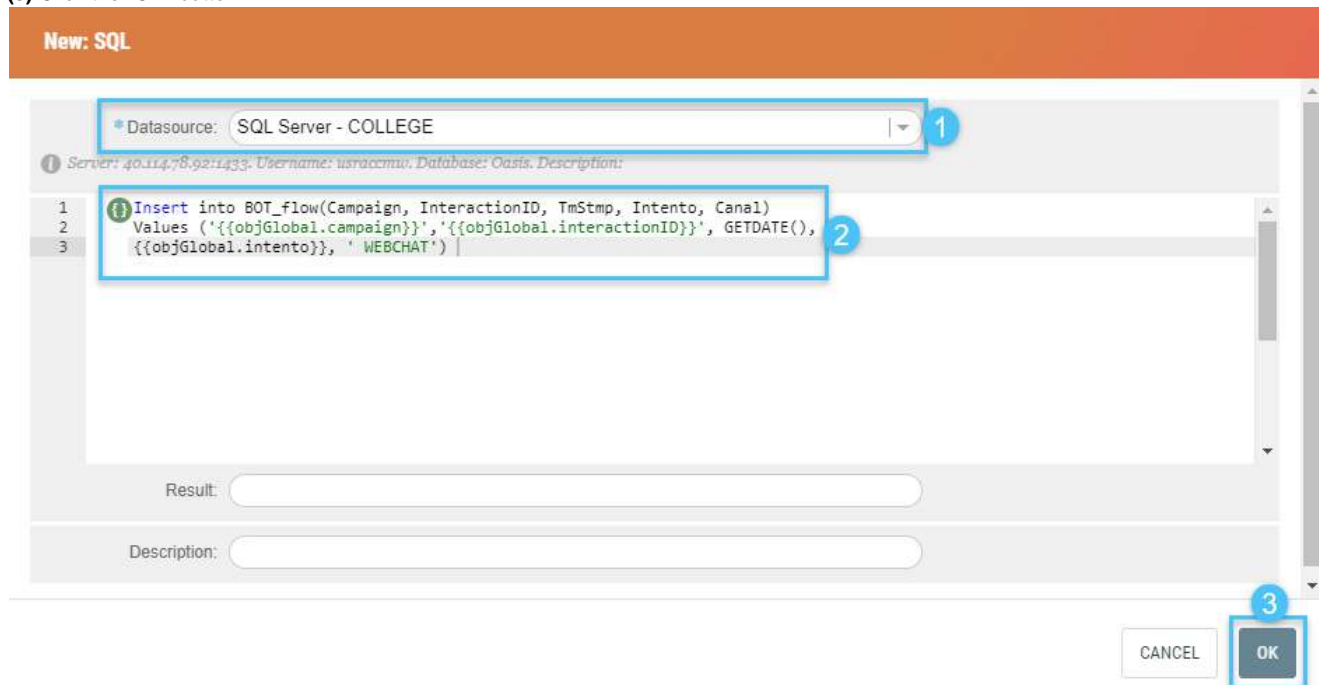 New: SQL
* Datasource: SQL Server - COLLEGE
1
Server: 40.114.78.92:1433. Username: usraccmw. Database: Oasis. Description:
1 {} Insert into BOT_flow(Campaign, InteractionID, TmStmp, Intento, Canal)
2 Values ('{{objGlobal.campaign}}','{{objGlobal.interactionID}}', GETDATE(),
3 {{objGlobal.intento}}, ' WEBCHAT')
2
Result:
Description:
3
CANCEL
OK